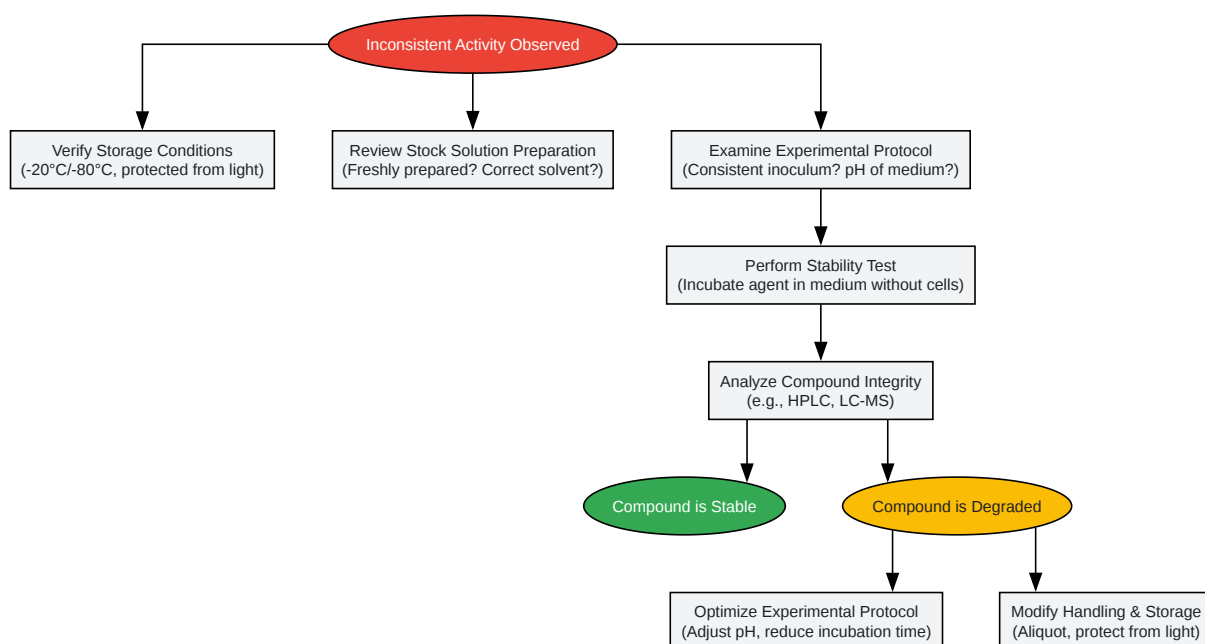 Inconsistent Activity Observed
Verify Storage Conditions
(-20°C/-80°C, protected from light)
Review Stock Solution Preparation
(Freshly prepared? Correct solvent?)
Examine Experimental Protocol
(Consistent inoculum? pH of medium?)
Perform Stability Test
(Incubate agent in medium without cells)
Analyze Compound Integrity
(e.g., HPLC, LC-MS)
Compound is Stable
Compound is Degraded
Optimize Experimental Protocol
(Adjust pH, reduce incubation time)
Modify Handling & Storage
(Aliquot, protect from light)